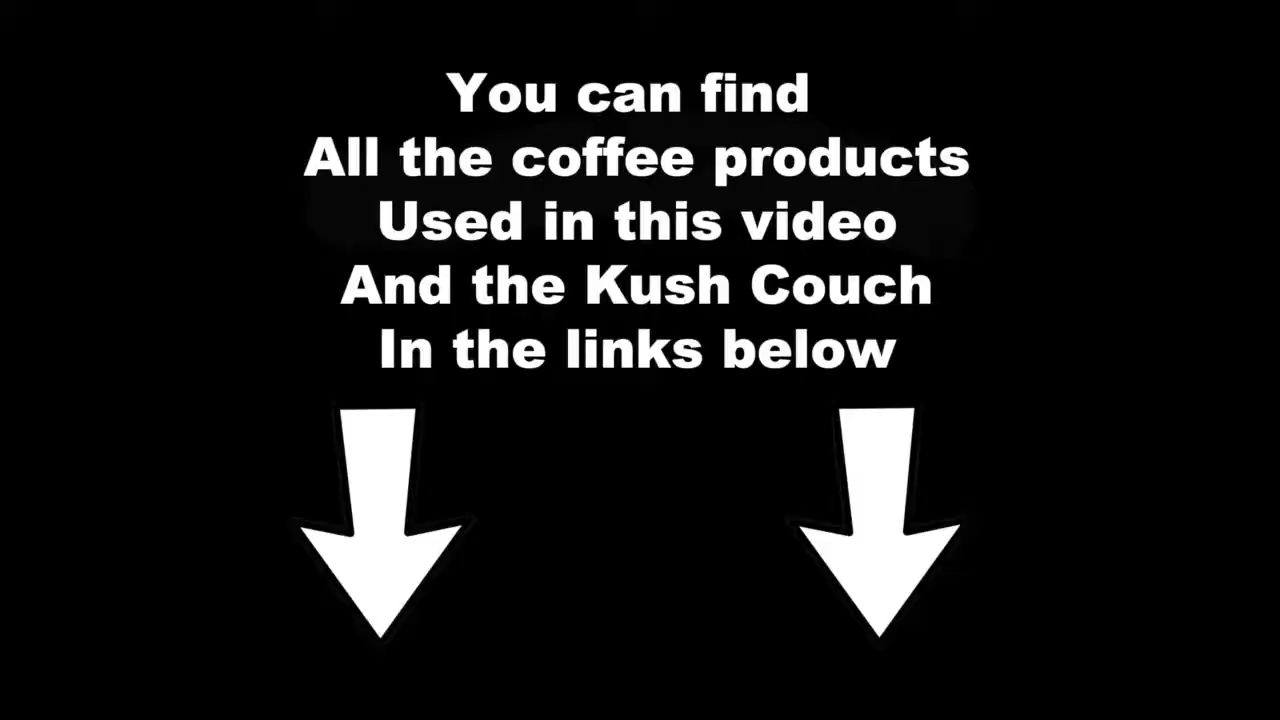 You can find
All the coffee products
Used in this video
And the Kush Couch
In the links below